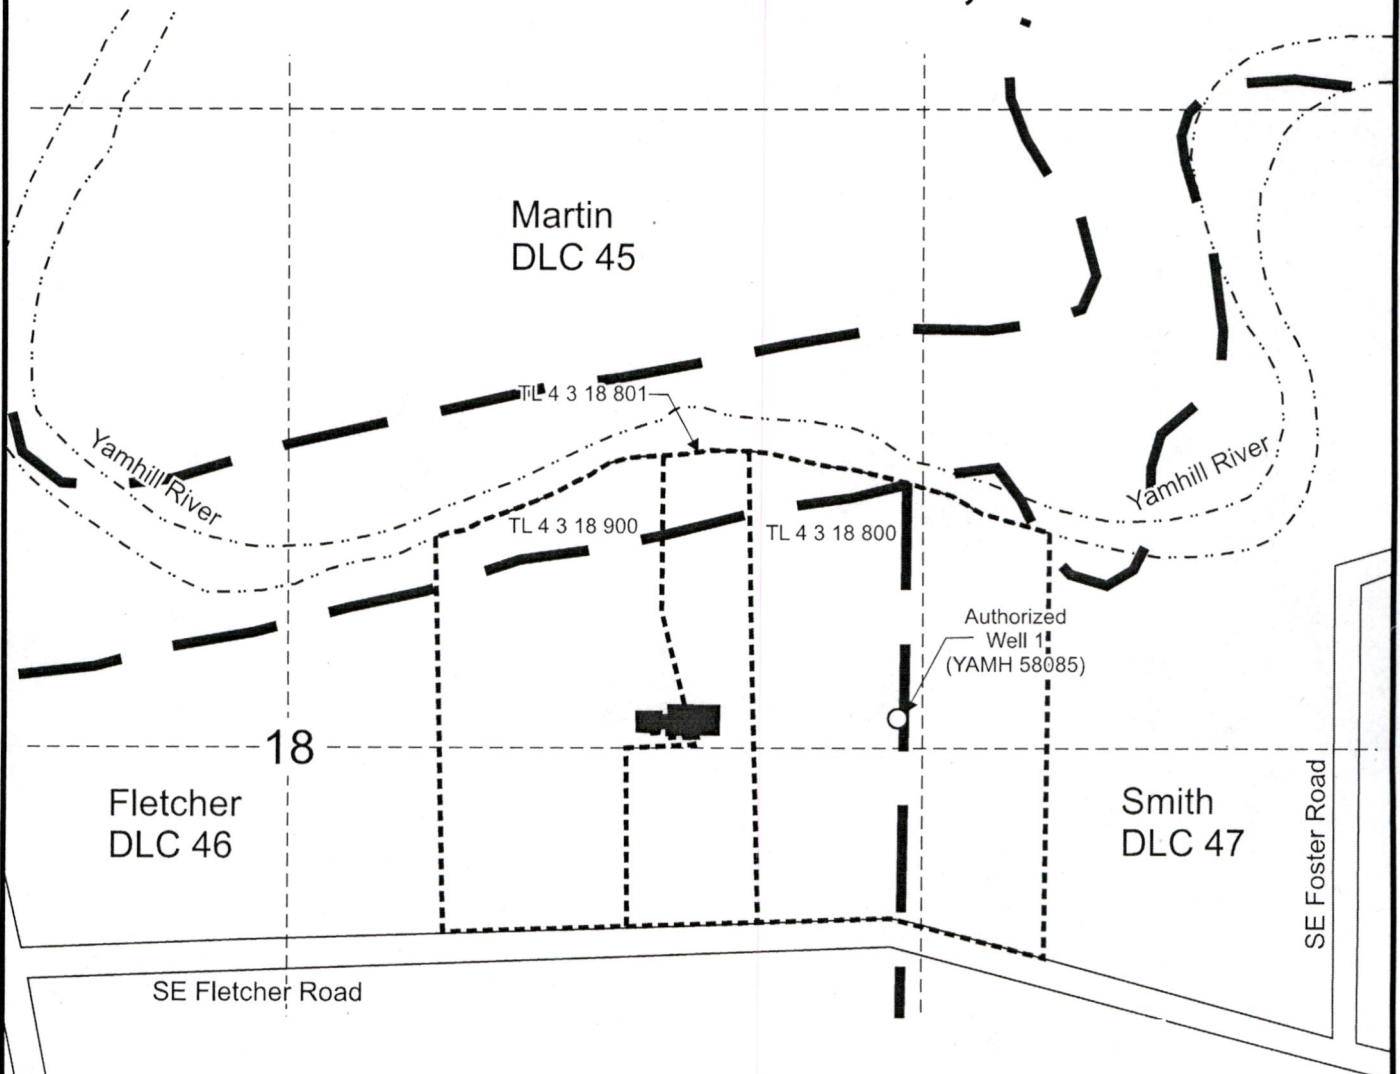 Martin
DLC 45
TL 4 3 18 801
Yamhill River
TL 4 3 18 900
TL 4 3 18 800
Yamhill River
Authorized
Well 1
(YAMH 58085)
18
Fletcher
DLC 46
Smith
DLC 47
SE Foster Road
SE Fletcher Road